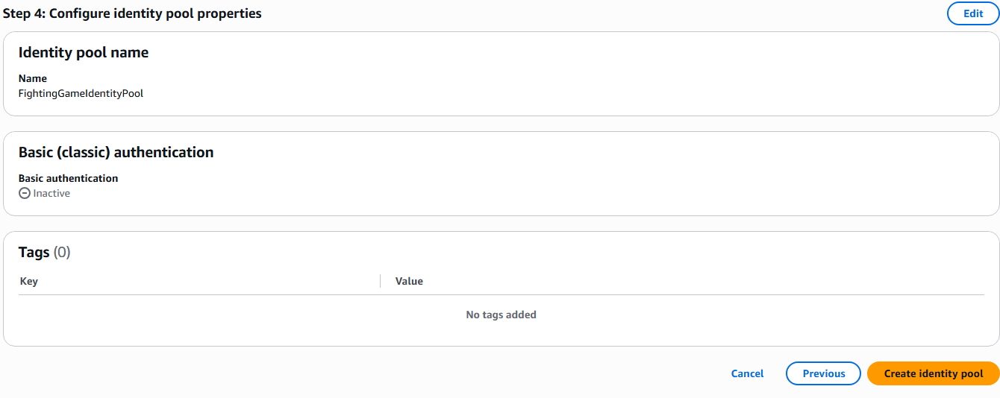 Step 4: Configure identity pool properties
Edit
Identity pool name
Name
FightingGameIdentityPool
Basic (classic) authentication
Basic authentication
Inactive
Tags (0)
Key Value
No tags added
Cancel Previous Create identity pool